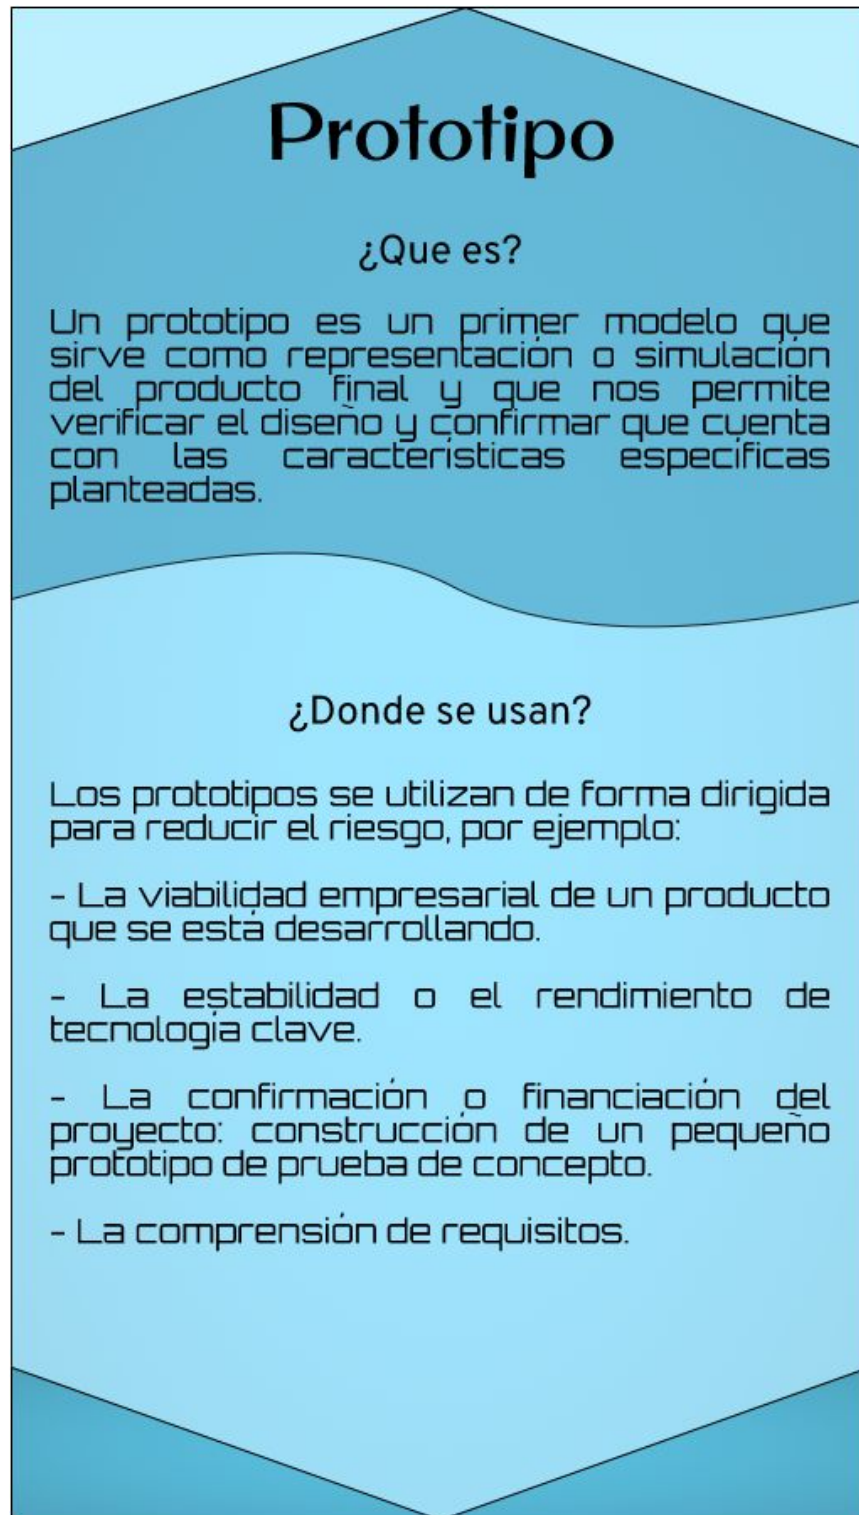 Prototipo
¿Que es?
Un prototipo es un primer modelo que
sirve como representación o simulación
del producto final y que nos permite
verificar el diseño y confirmar que cuenta
con las características específicas
planteadas.
¿Donde se usan?
Los prototipos se utilizan de forma dirigida
para reducir el riesgo, por ejemplo:
- La viabilidad empresarial de un producto
que se está desarrollando.
- La estabilidad o el rendimiento de
tecnología clave.
- La confirmación o financiación del
proyecto: construcción de un pequeño
prototipo de prueba de concepto.
- La comprensión de requisitos.